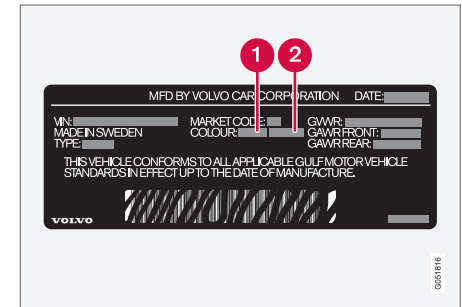 1 2
MFD BY VOLVO CAR CORPORATION DATE:
VIN: MARKET CODE: GVWR:
MADE IN SWEDEN COLOUR: GAWR FRONT:
TYPE: GAWR REAR:
THIS VEHICLE CONFORMS TO ALL APPLICABLE GULF MOTOR VEHICLE
STANDARDS IN EFFECT UP TO THE DATE OF MANUFACTURE.
VOLVO
G051816